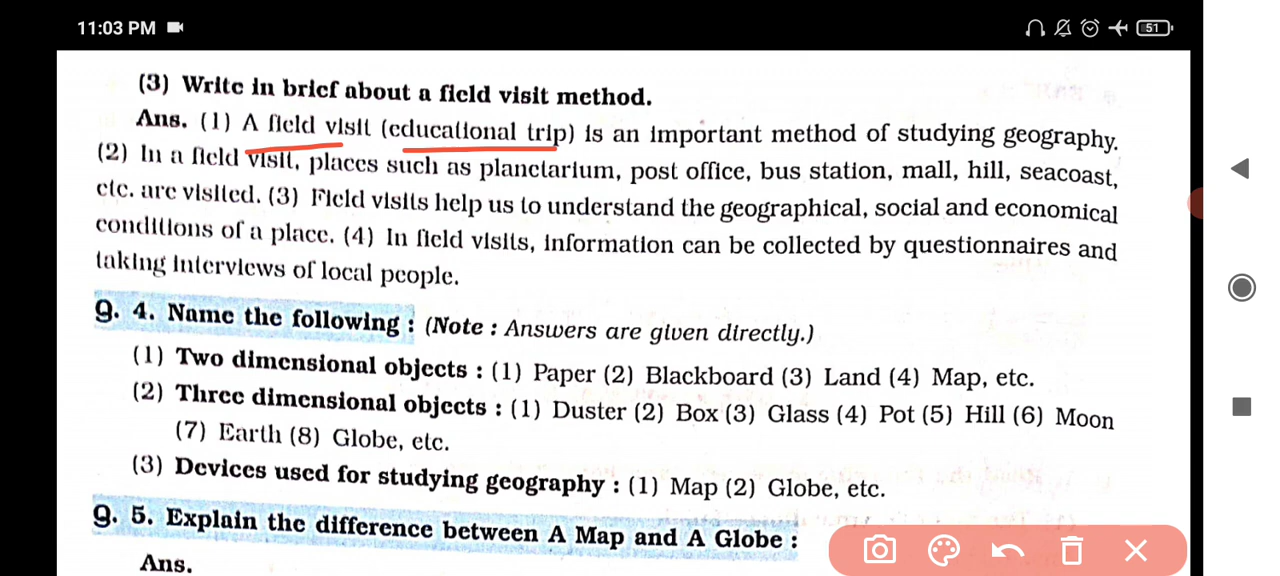 11:03 PM
51
(3) Write in brief about a field visit method.
Ans. (1) A field visit (educational trip) is an important method of studying geography.
(2) In a field visit, places such as planetarium, post office, bus station, mall, hill, seacoast,
etc. are visited. (3) Field visits help us to understand the geographical, social and economical
conditions of a place. (4) In field visits, information can be collected by questionnaires and
taking interviews of local people.
Q. 4. Name the following : (Note : Answers are given directly.)
(1) Two dimensional objects : (1) Paper (2) Blackboard (3) Land (4) Map, etc.
(2) Three dimensional objects : (1) Duster (2) Box (3) Glass (4) Pot (5) Hill (6) Moon
(7) Earth (8) Globe, etc.
(3) Devices used for studying geography : (1) Map (2) Globe, etc.
Q. 5. Explain the difference between A Map and A Globe :
Ans.